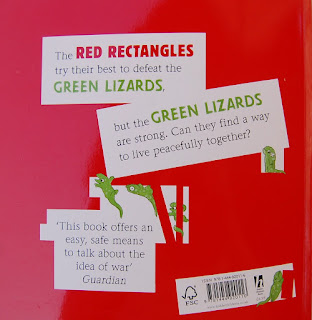 The RED RECTANGLES
try their best to defeat the
GREEN LIZARDS,
but the GREEN LIZARDS
are strong. Can they find a way
to live peacefully together?
'This book offers an
easy, safe means
to talk about the
idea of war'
Guardian
FSC